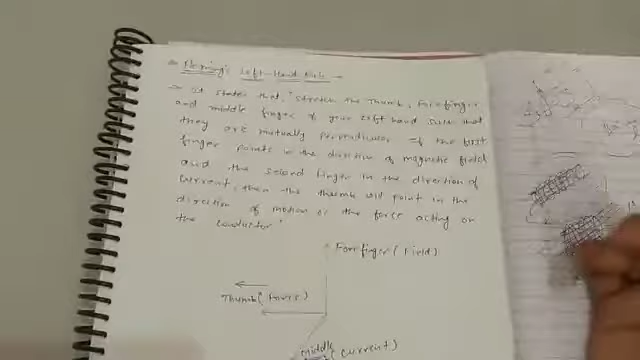 Fleming's Left-Hand Rule -
It states that, "stretch the thumb, forefinger
and middle finger of your left hand such that
they are mutually perpendicular if the first
finger points in the direction of magnetic field
and the second finger in the direction of
current, then the thumb will point in the
direction of motion or the force acting on
the conductor"
Forefinger (Field)
Thumb (Force)
Middle (Current)